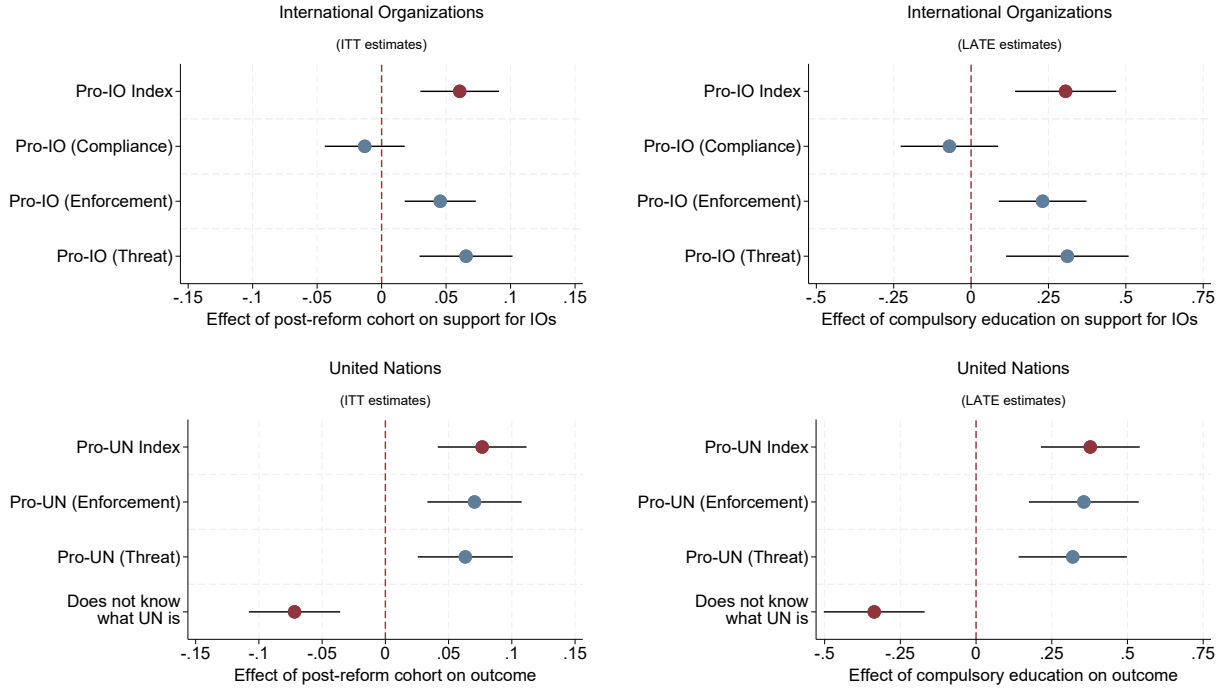 International Organizations
(ITT estimates)
Pro-IO Index
Pro-IO (Compliance)
Pro-IO (Enforcement)
Pro-IO (Threat)
-.15 -.1 -.05 0 .05 .1 .15
Effect of post-reform cohort on support for IOs
International Organizations
(LATE estimates)
Pro-IO Index
Pro-IO (Compliance)
Pro-IO (Enforcement)
Pro-IO (Threat)
-.5 -.25 0 .25 .5 .75
Effect of compulsory education on support for IOs
United Nations
(ITT estimates)
Pro-UN Index
Pro-UN (Enforcement)
Pro-UN (Threat)
Does not know
what UN is
-.15 -.1 -.05 0 .05 .1 .15
Effect of post-reform cohort on outcome
United Nations
(LATE estimates)
Pro-UN Index
Pro-UN (Enforcement)
Pro-UN (Threat)
Does not know
what UN is
-.5 -.25 0 .25 .5 .75
Effect of compulsory education on outcome